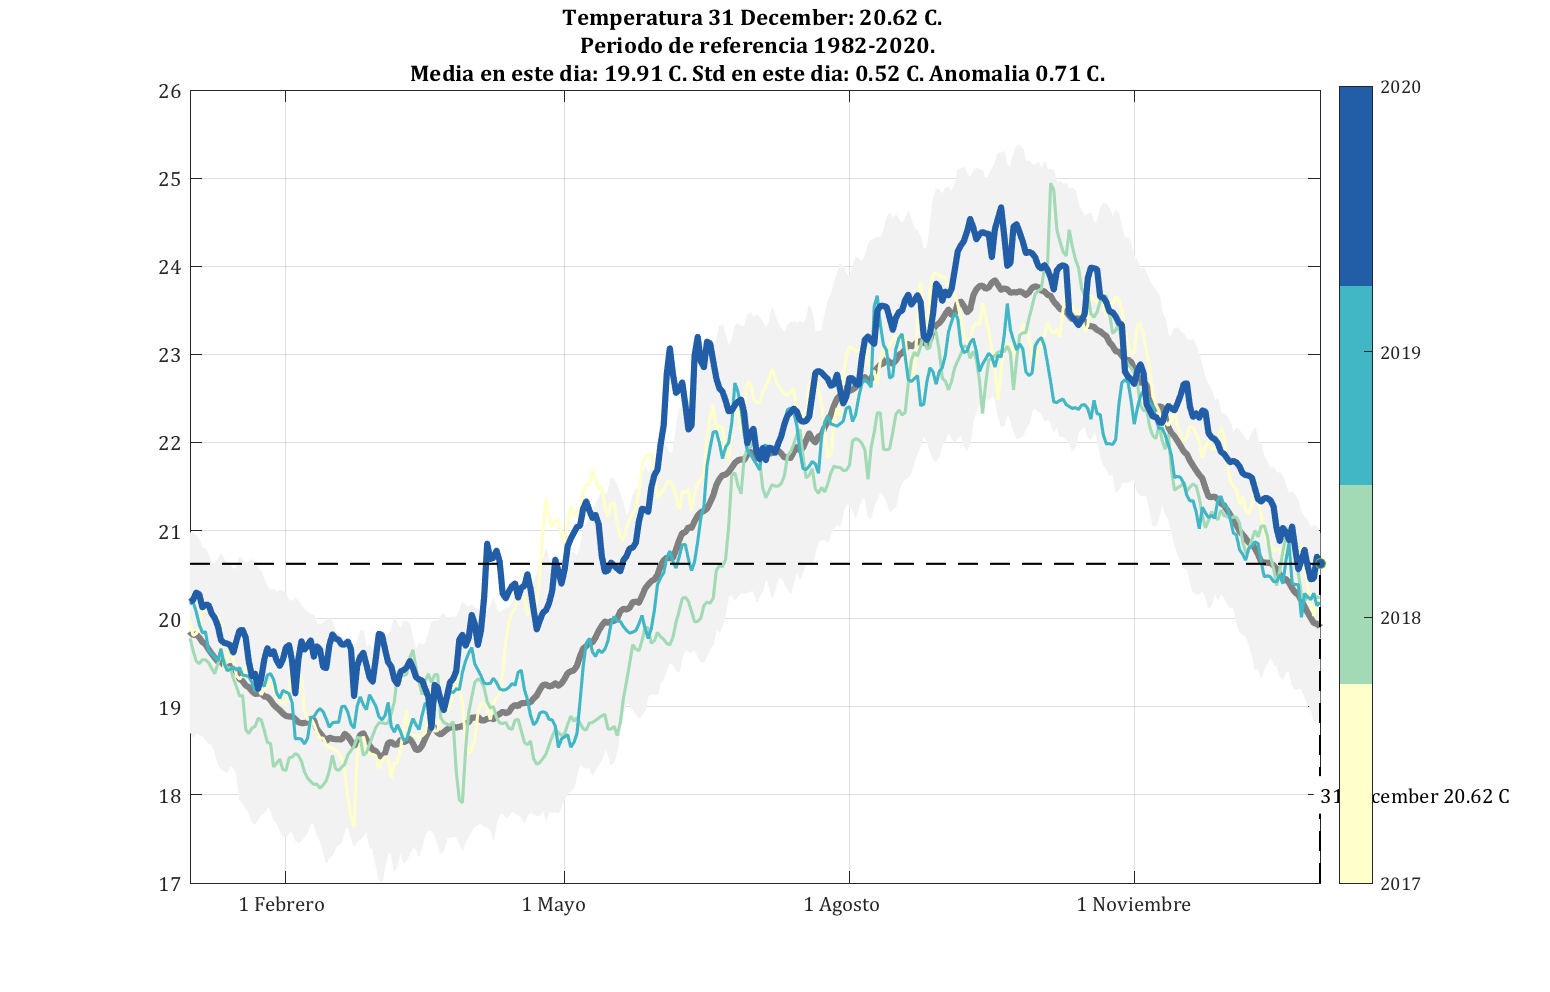 Temperatura 31 December: 20.62 C.
Periodo de referencia 1982-2020.
Media en este dia: 19.91 C. Std en este dia: 0.52 C. Anomalia 0.71 C.
26
25
24
23
22
21
20
19
18
17
1 Febrero
1 Mayo
1 Agosto
1 Noviembre
2020
2019
2018
2017
31 cember 20.62 C